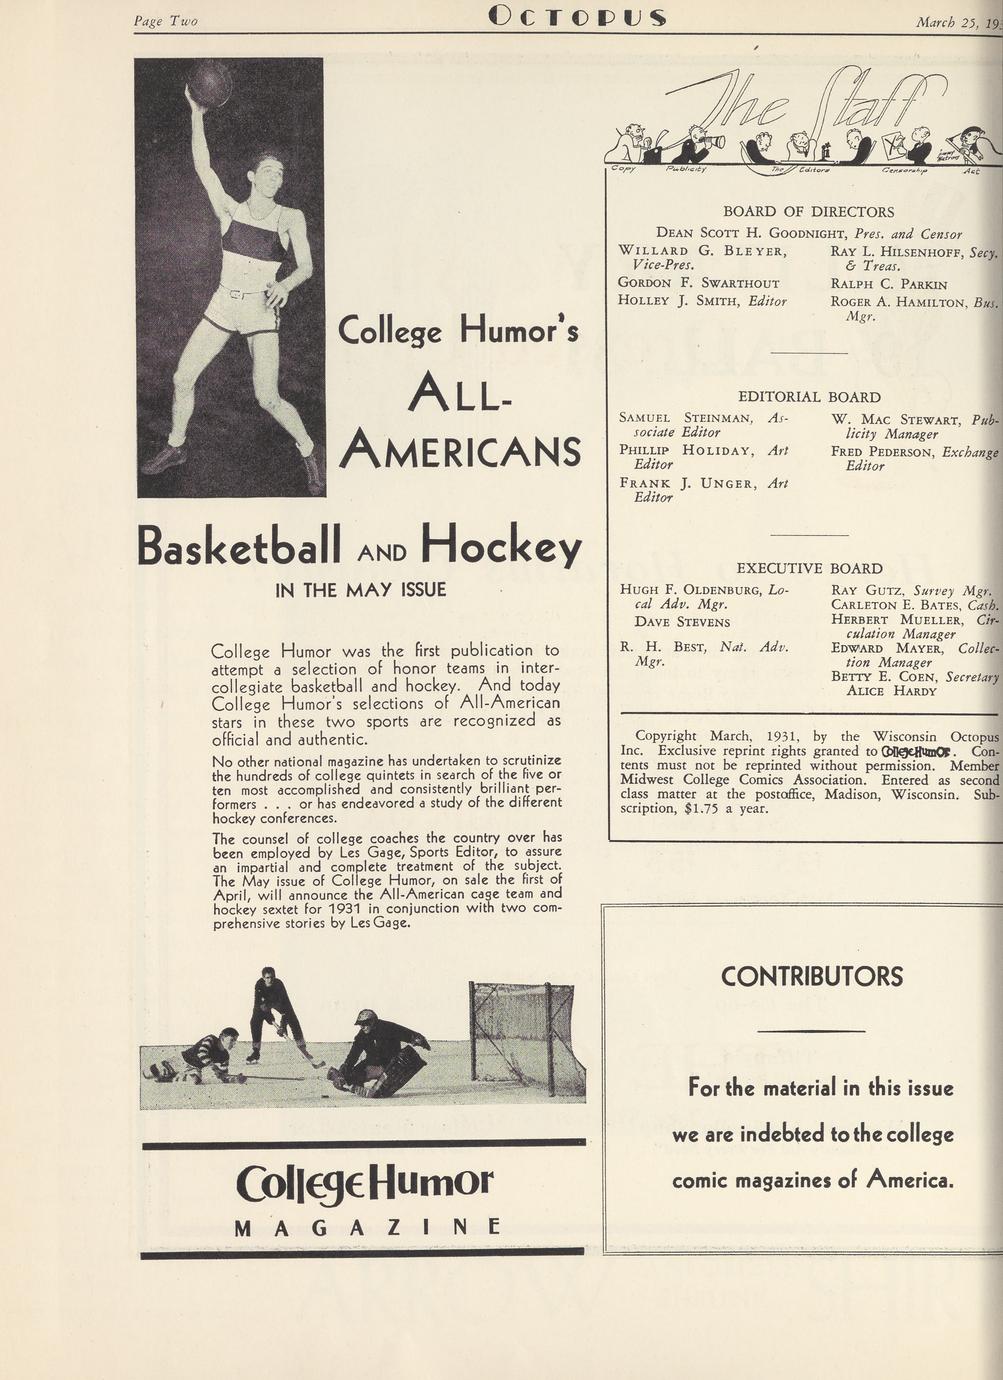 Page Two
OCTOPUS
March 25, 19
College Humor's
ALL-
AMERICANS
Basketball AND Hockey
IN THE MAY ISSUE
College Humor was the first publication to
attempt a selection of honor teams in inter-
collegiate basketball and hockey. And today
College Humor's selections of All-American
stars in these two sports are recognized as
official and authentic.
No other national magazine has undertaken to scrutinize
the hundreds of college quintets in search of the five or
ten most accomplished and consistently brilliant per-
formers . . . or has endeavored a study of the different
hockey conferences.
The counsel of college coaches the country over has
been employed by Les Gage, Sports Editor, to assure
an impartial and complete treatment of the subject.
The May issue of College Humor, on sale the first of
April, will announce the All-American cage team and
hockey sextet for 1931 in conjunction with two com-
prehensive stories by Les Gage.
College Humor
MAGAZINE
The Staff
Copy Publicity The Editors Censorship Art
BOARD OF DIRECTORS
DEAN SCOTT H. GOODNIGHT, Pres. and Censor
WILLARD G. BLEYER,
Vice-Pres.
GORDON F. SWARTHOUT
HOLLEY J. SMITH, Editor
RAY L. HILSENHOFF, Secy.
& Treas.
RALPH C. PARKIN
ROGER A. HAMILTON, Bus.
Mgr.
EDITORIAL BOARD
SAMUEL STEINMAN, As-
sociate Editor
PHILLIP HOLIDAY, Art
Editor
FRANK J. UNGER, Art
Editor
W. MAC STEWART, Pub-
licity Manager
FRED PEDERSON, Exchange
Editor
EXECUTIVE BOARD
HUGH F. OLDENBURG, Lo-
cal Adv. Mgr.
DAVE STEVENS
R. H. BEST, Nat. Adv.
Mgr.
RAY GUTZ, Survey Mgr.
CARLETON E. BATES, Cash.
HERBERT MUELLER, Cir-
culation Manager
EDWARD MAYER, Collec-
tion Manager
BETTY E. COEN, Secretary
ALICE HARDY
Copyright March, 1931, by the Wisconsin Octopus
Inc. Exclusive reprint rights granted to College Humor. Con-
tents must not be reprinted without permission. Member
Midwest College Comics Association. Entered as second
class matter at the postoffice, Madison, Wisconsin. Sub-
scription, $1.75 a year.
CONTRIBUTORS
For the material in this issue
we are indebted to the college
comic magazines of America.